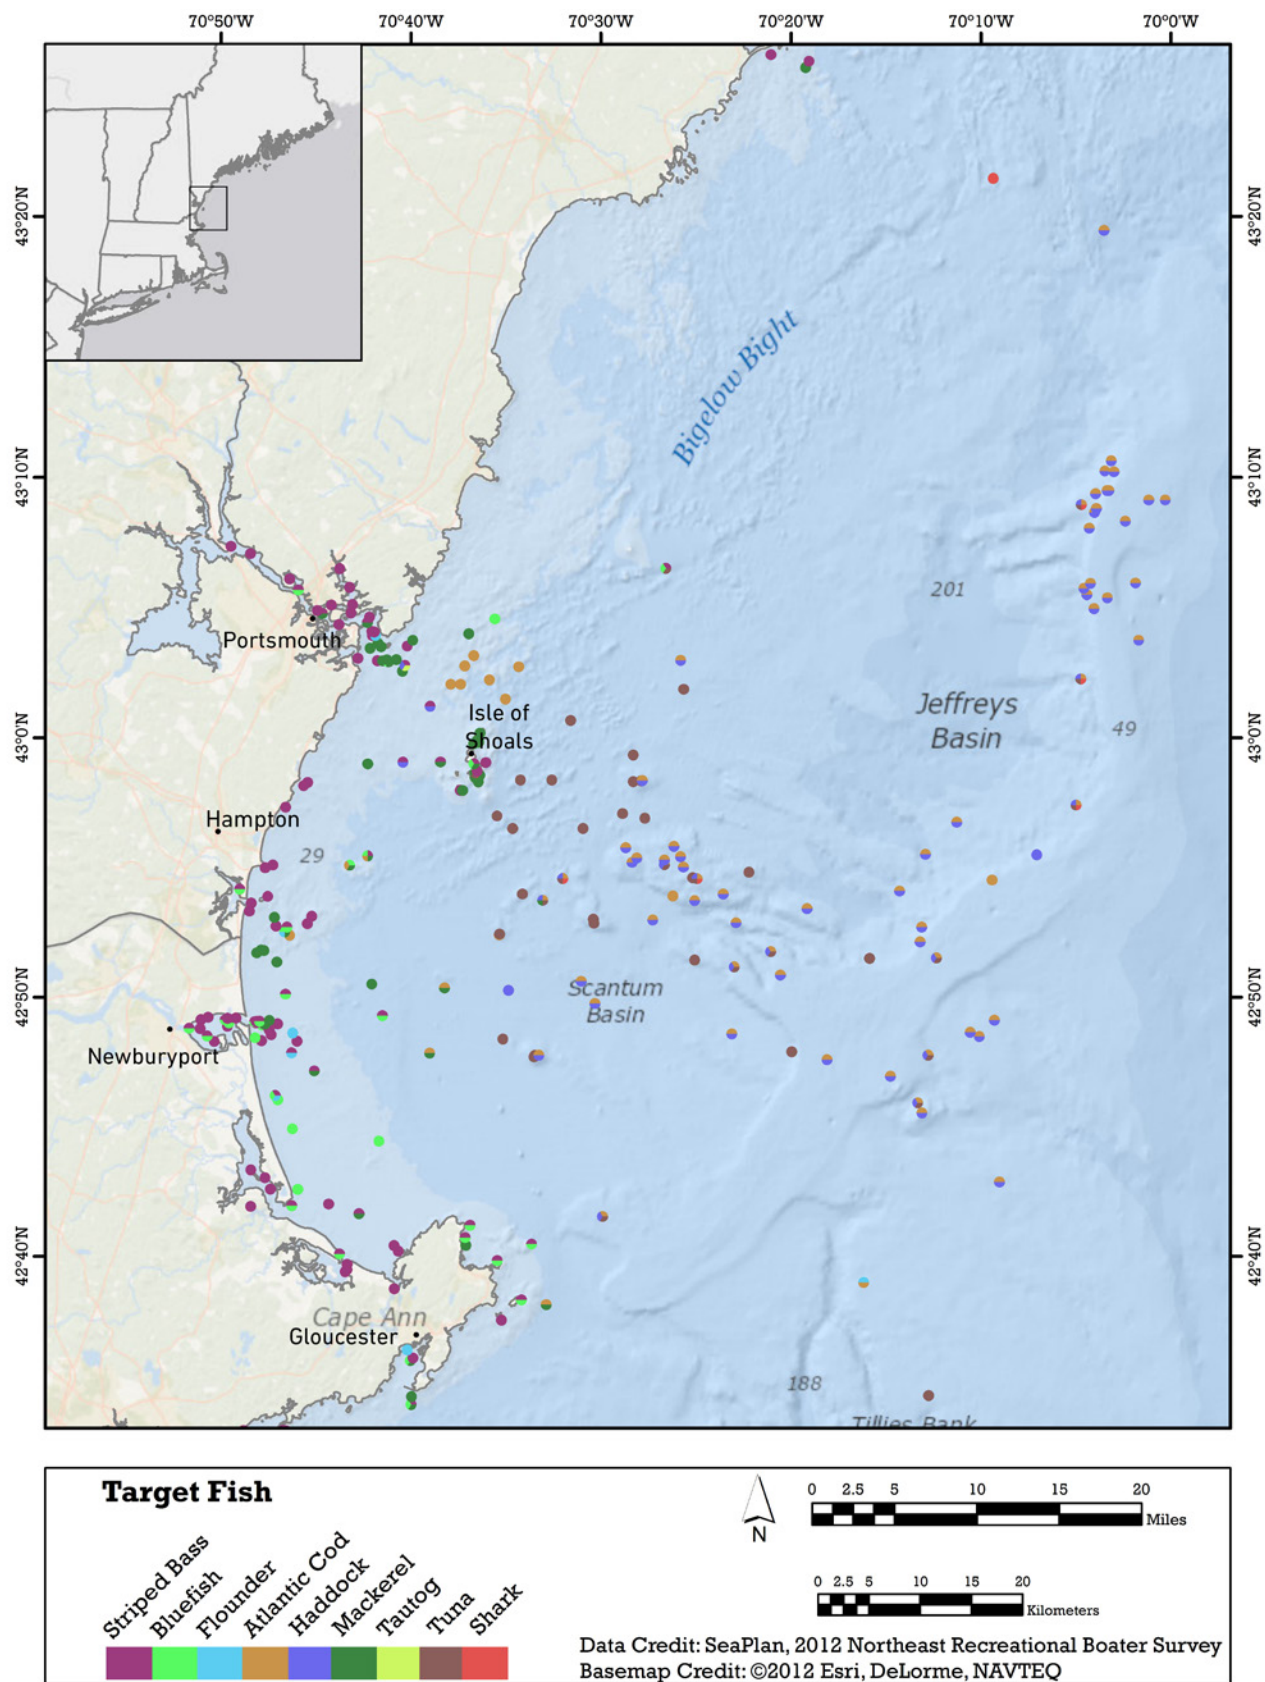 70°50'W 70°40'W 70°30'W 70°20'W 70°10'W 70°0'W
43°20'N 43°20'N
Bigelow Bight
43°10'N 43°10'N
201
Portsmouth
Isle of
Shoals
Jeffreys
Basin
43°0'N 43°0'N
49
Hampton
29
42°50'N 42°50'N
Scantum
Basin
Newburyport
42°40'N 42°40'N
Cape Ann
Gloucester
188
Tillies Bank
Target Fish
Striped Bass
Bluefish
Flounder
Atlantic Cod
Haddock
Mackerel
Tautog
Tuna
Shark
N
0 2.5 5 10 15 20
Miles
0 2.5 5 10 15 20
Kilometers
Data Credit: SeaPlan, 2012 Northeast Recreational Boater Survey
Basemap Credit: ©2012 Esri, DeLorme, NAVTEQ